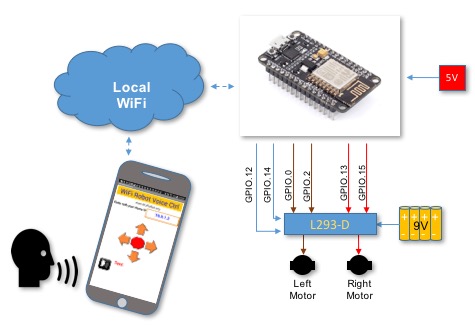 Local
WiFi
5V
GPIO.12
GPIO.14
GPIO.0
GPIO.2
GPIO.13
GPIO.15
L293-D
9V
Left
Motor
Right
Motor
WiFi Robot Voice Ctrl
10.0.1.2
Test